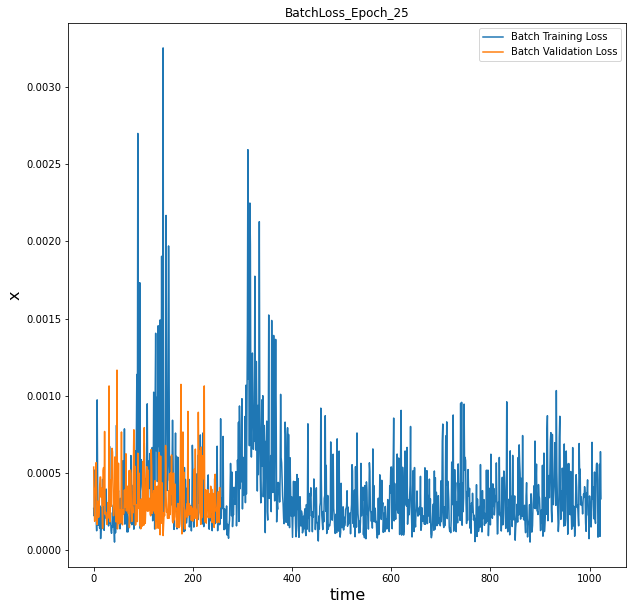 BatchLoss_Epoch_25
Batch Training Loss
Batch Validation Loss
0.0030
0.0025
0.0020
0.0015
0.0010
0.0005
0.0000
x
0 200 400 600 800 1000
time